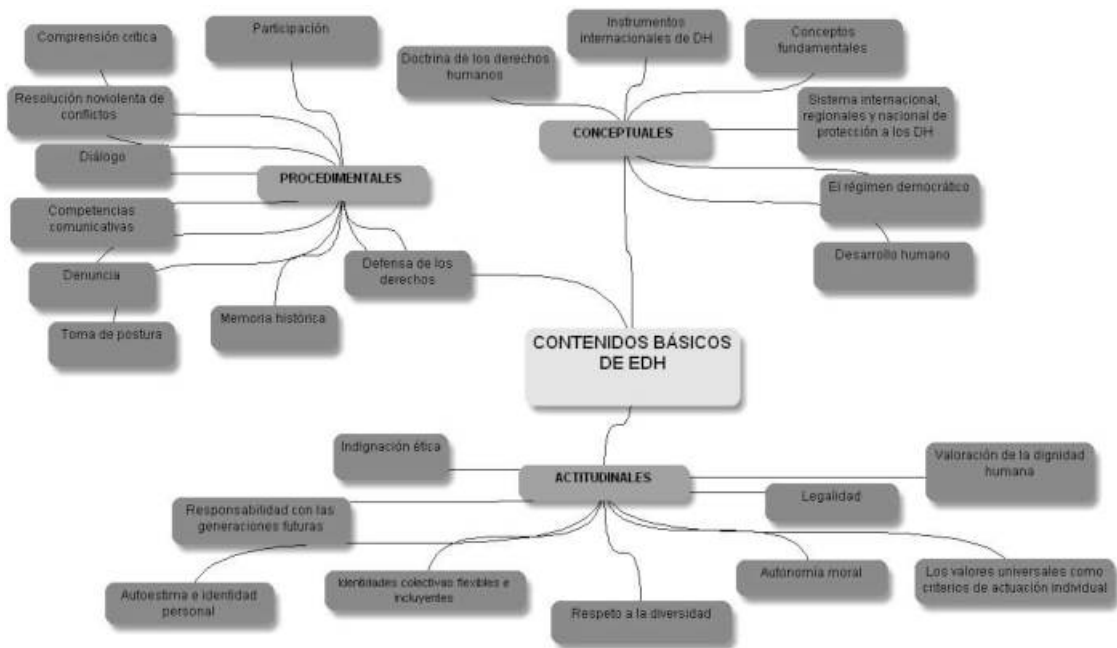 Comprensión crítica
Participación
Instrumentos
internacionales de DH
Conceptos
fundamentales
Doctrina de los derechos
humanos
Resolución noviolenta de
conflictos
Sistema internacional,
regionales y nacional de
protección a los DH
CONCEPTUALES
Diálogo
PROCEDIMENTALES
El régimen democrático
Competencias
comunicativas
Desarrollo humano
Denuncia
Defensa de los
derechos
Memoria histórica
Toma de postura
CONTENIDOS BÁSICOS
DE EDH
Indignación ética
Valoración de la dignidad
humana
ACTITUDINALES
Legalidad
Responsabilidad con las
generaciones futuras
Autoestima e identidad
personal
Identidades colectivas flexibles e
incluyentes
Respeto a la diversidad
Autonomía moral
Los valores universales como
criterios de actuación individual